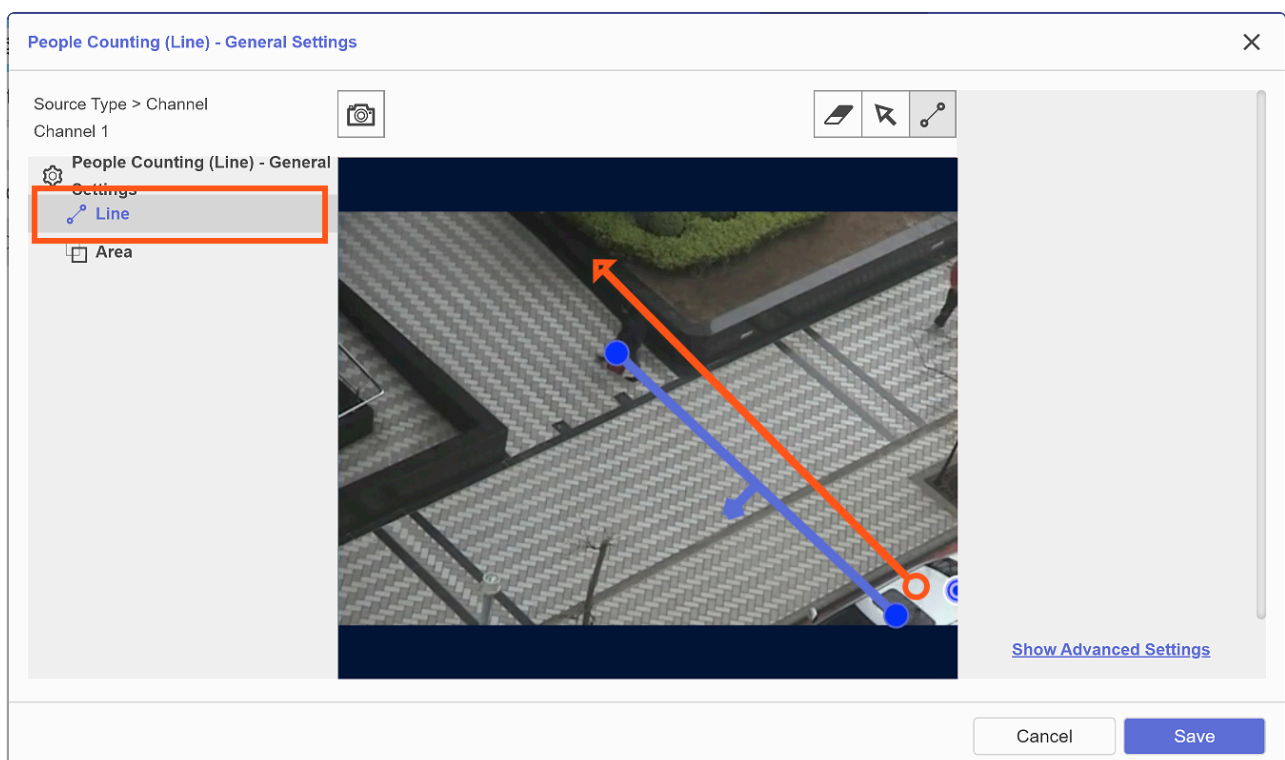 People Counting (Line) - General Settings
Source Type > Channel
Channel 1
People Counting (Line) - General
Settings
Line
Area
Show Advanced Settings
Cancel
Save